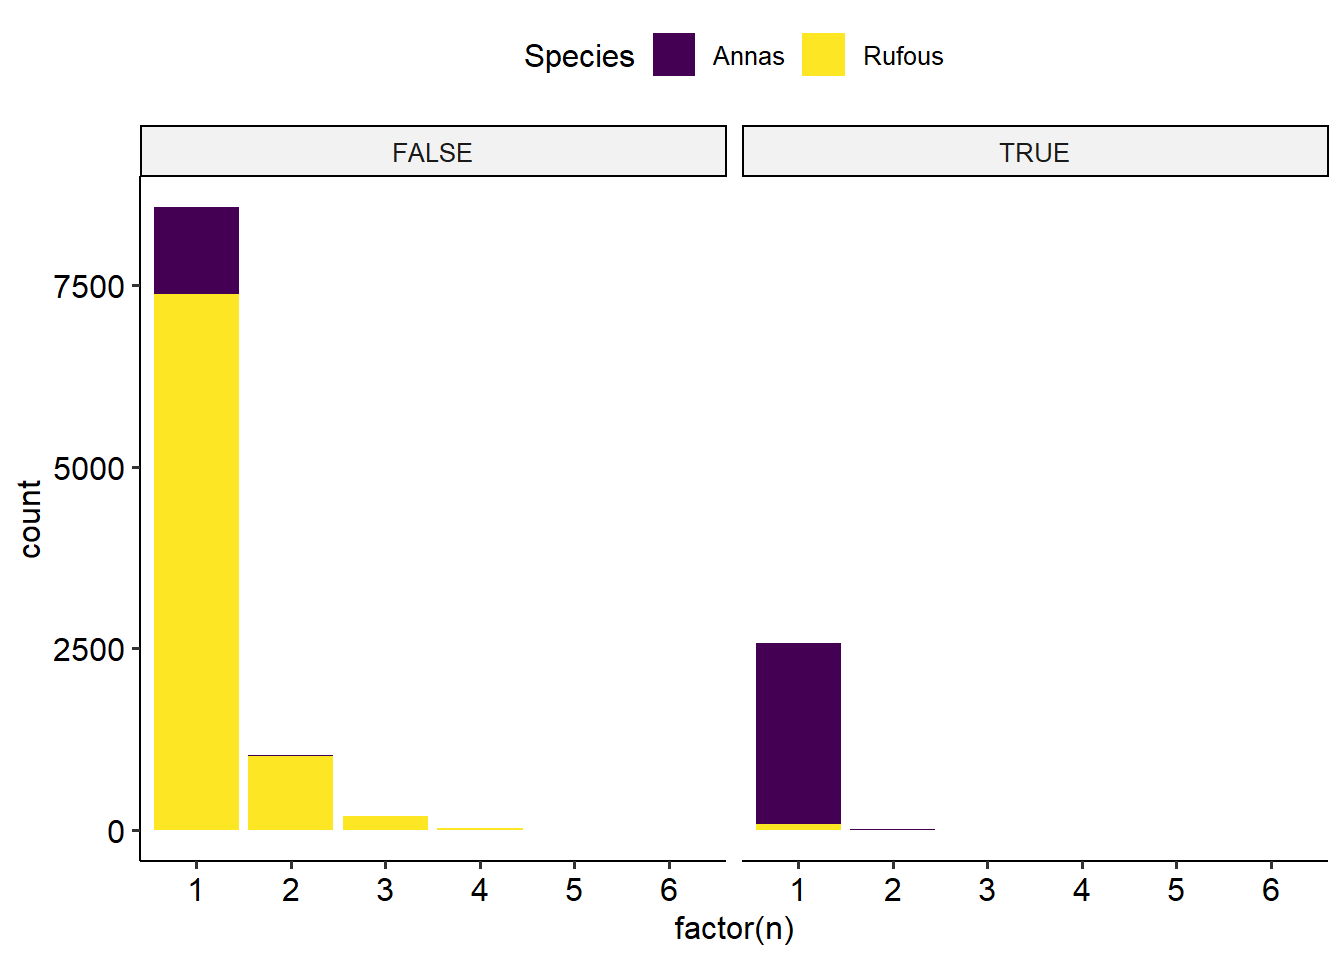 Species Annas Rufous
FALSE TRUE
7500
5000
2500
0
count
1 2 3 4 5 6 1 2 3 4 5 6
factor(n)